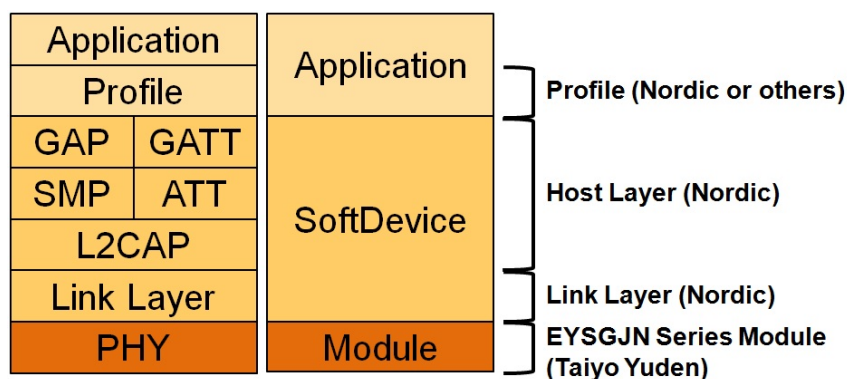 Application
Profile
GAP GATT
SMP ATT
L2CAP
Link Layer
PHY
Application
SoftDevice
Module
Profile (Nordic or others)
Host Layer (Nordic)
Link Layer (Nordic)
EYSGJN Series Module
(Taiyo Yuden)